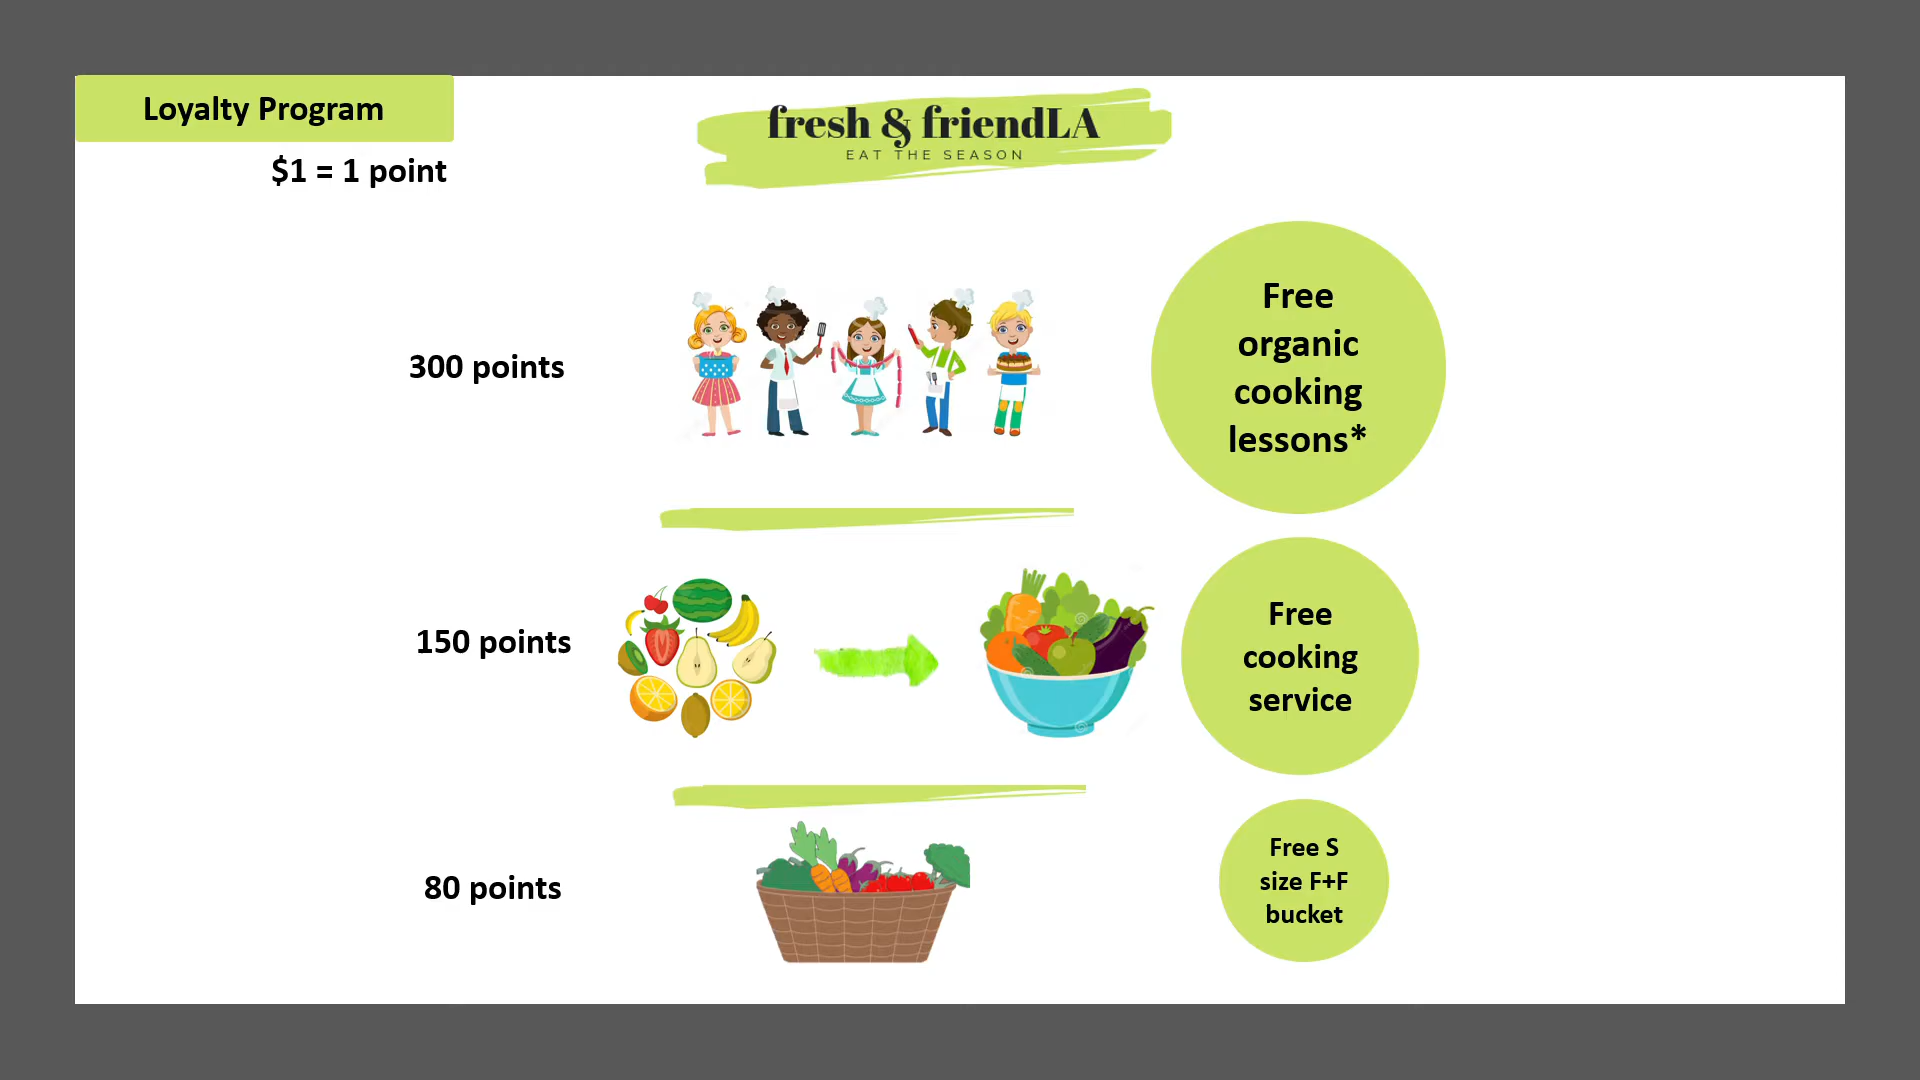 Loyalty Program
$1 = 1 point
fresh & friendLA
EAT THE SEASON
300 points
Free
organic
cooking
lessons*
150 points
Free
cooking
service
80 points
Free S
size F+F
bucket